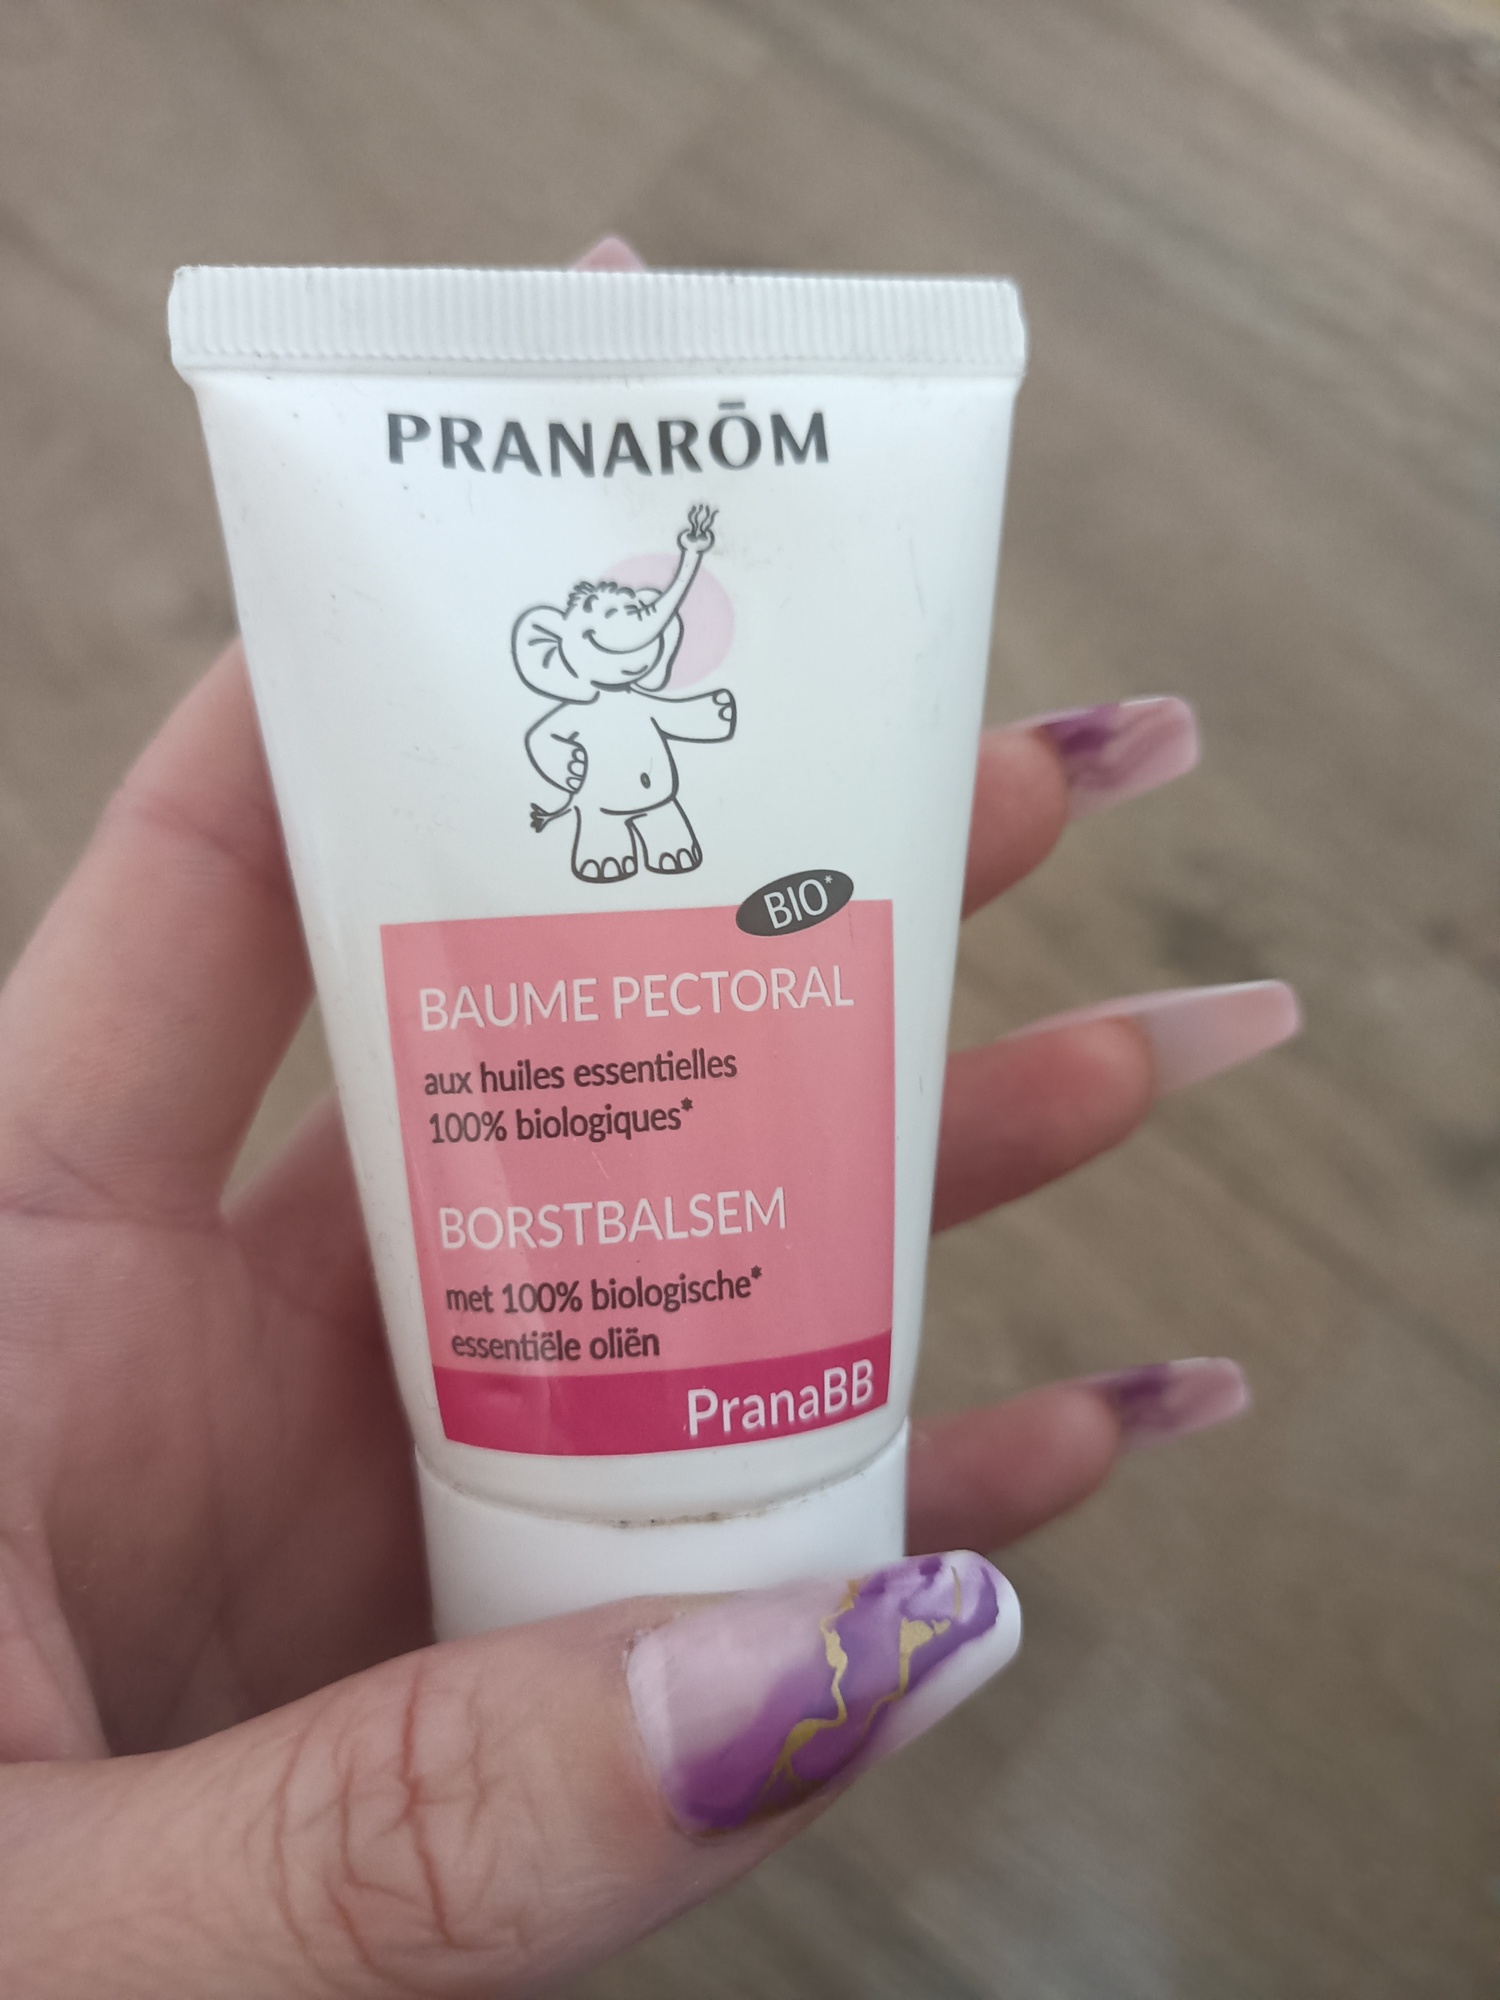 PRANARŌM
BIO*
BAUME PECTORAL
aux huiles essentielles
100% biologiques*
BORSTBALSEM
met 100% biologische*
essentiële oliën
PranaBB